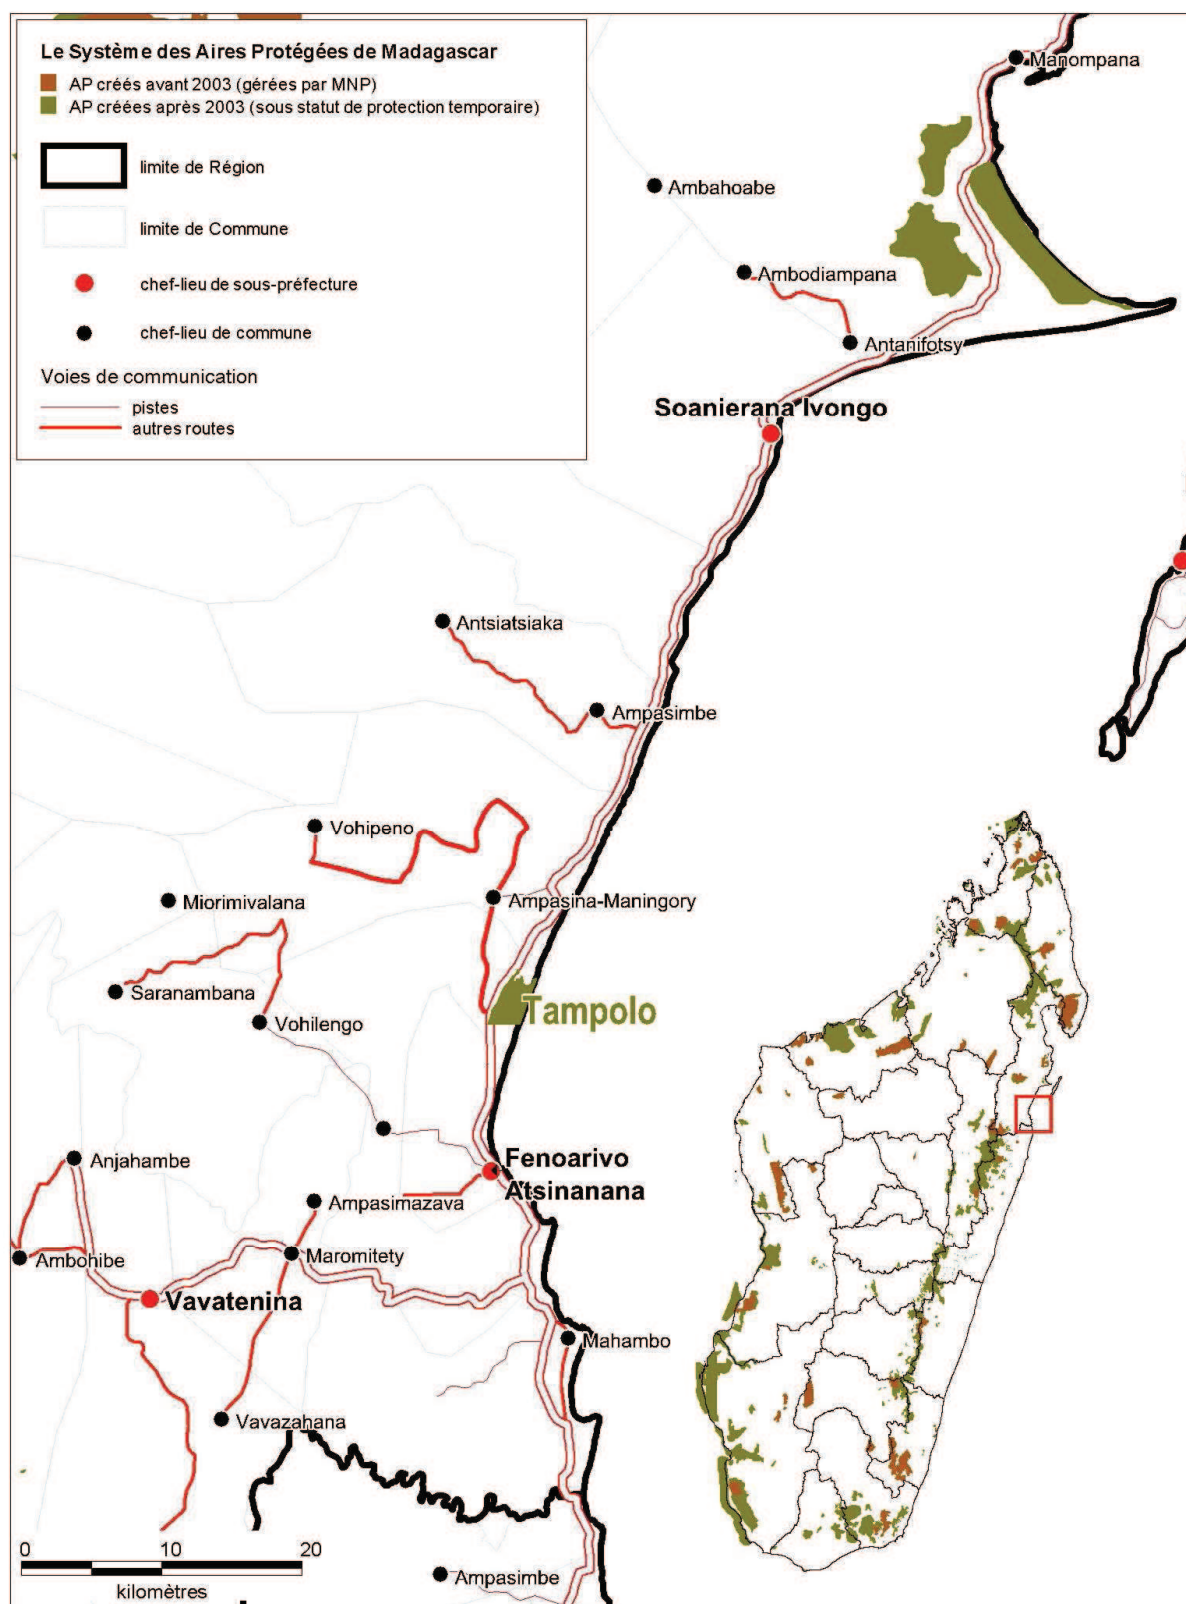 Le Système des Aires Protégées de Madagascar
AP créés avant 2003 (gérées par MNP)
AP créées après 2003 (sous statut de protection temporaire)
limite de Région
limite de Commune
chef-lieu de sous-préfecture
chef-lieu de commune
Voies de communication
pistes
autres routes
Manompana
Ambahoabe
Ambodiampana
Antanifotsy
Soanierana Ivongo
Antsiatsiaka
Ampasimbe
Vohipeno
Miorimivalana
Ampasina-Maningory
Saranambana
Vohilengo
Tampolo
Anjahambe
Fenoarivo
Atsinanana
Ampasimazava
Ambohibe
Maromitety
Vavatenina
Mahambo
Vavazahana
0 10 20
kilomètres
Ampasimbe